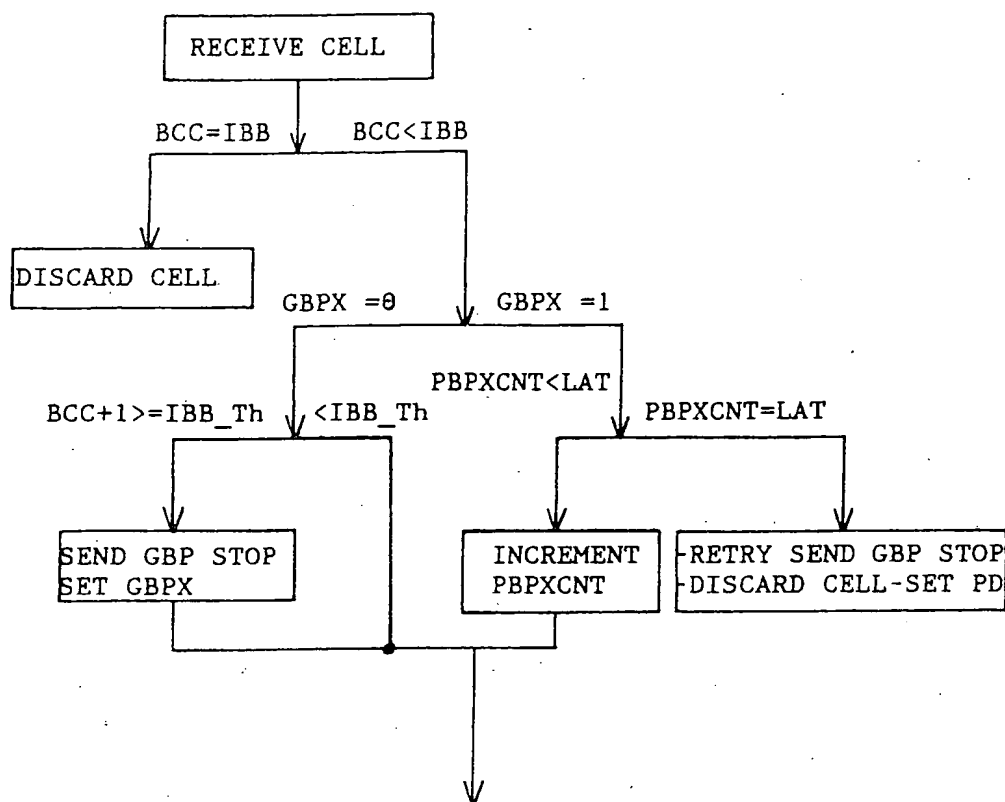 RECEIVE CELL
BCC=IBB
BCC<IBB
DISCARD CELL
GBPX =0
GBPX =1
PBPXCNT<LAT
BCC+1>=IBB_Th
<IBB_Th
PBPXCNT=LAT
SEND GBP STOP
SET GBPX
INCREMENT
PBPXCNT
-RETRY SEND GBP STOP
-DISCARD CELL-SET PD